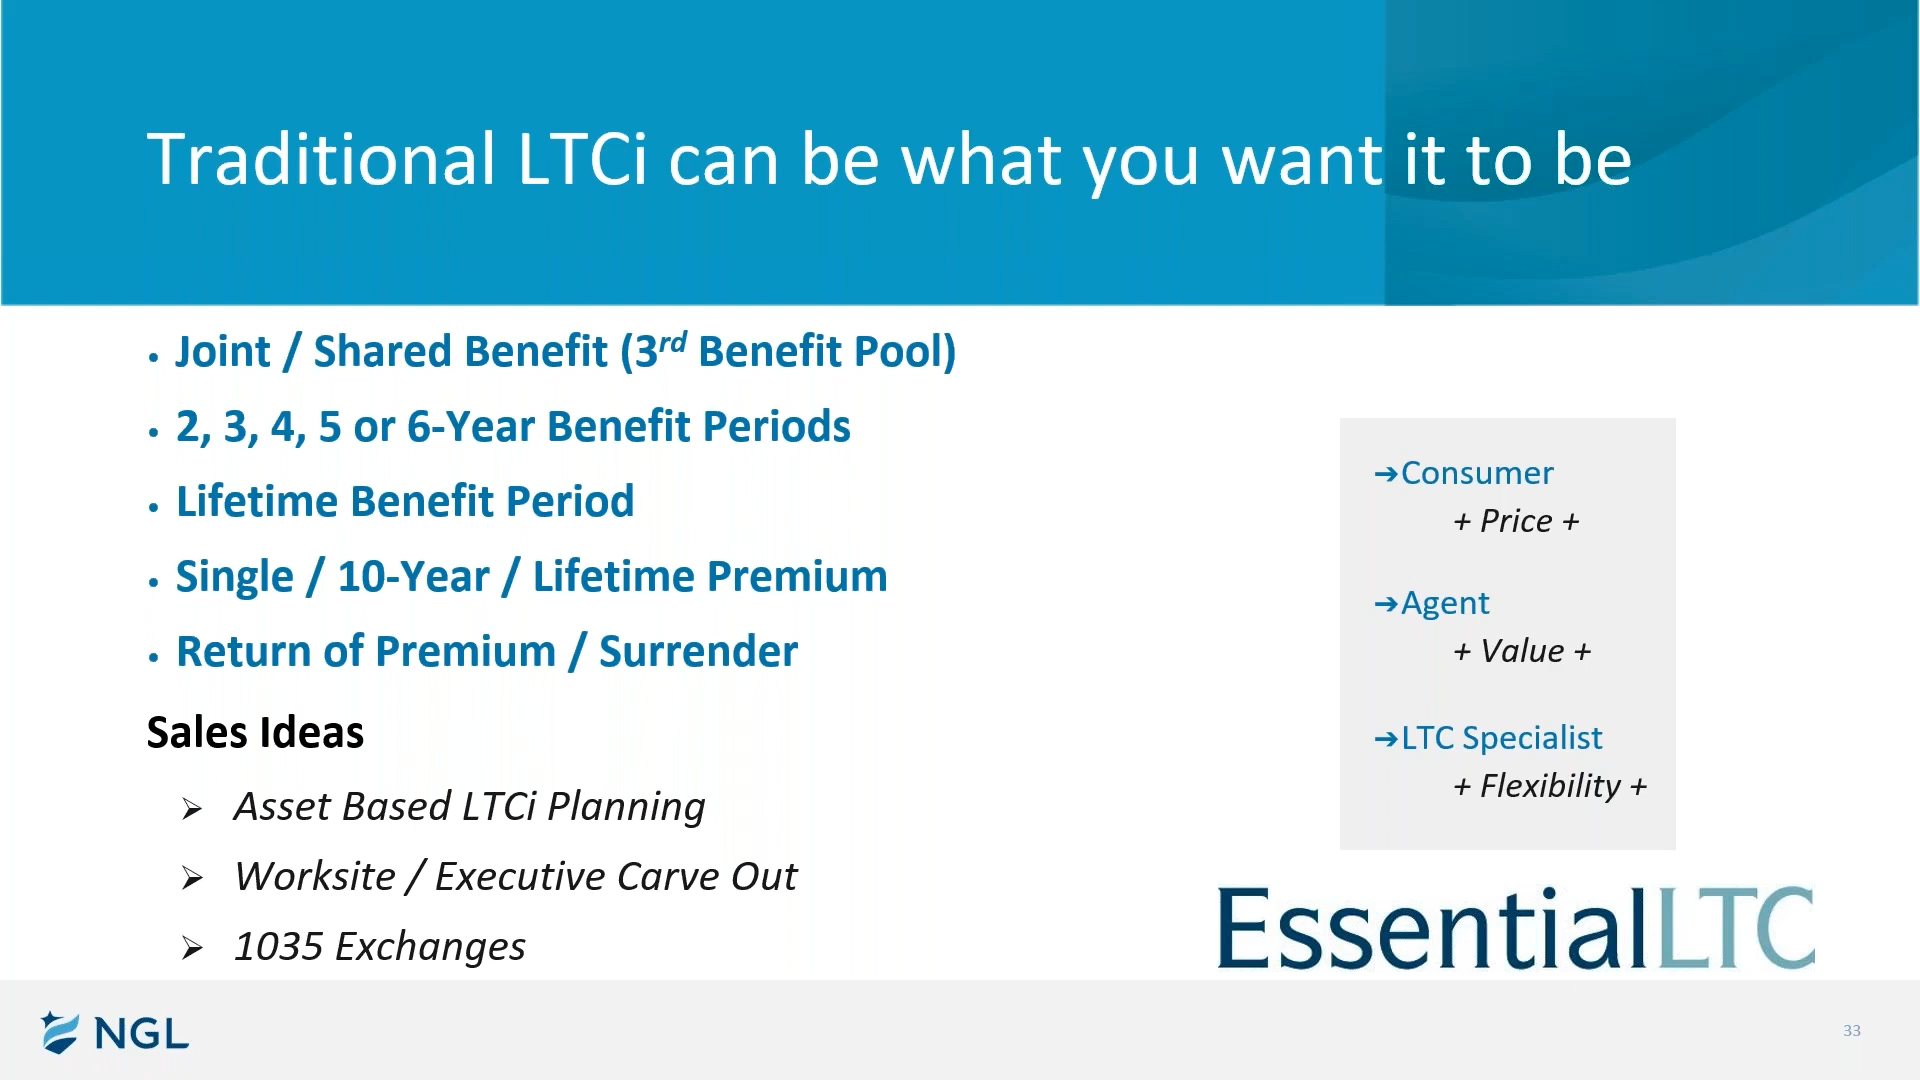 Traditional LTCi can be what you want it to be
• Joint / Shared Benefit (3rd Benefit Pool)
• 2, 3, 4, 5 or 6-Year Benefit Periods
• Lifetime Benefit Period
• Single / 10-Year / Lifetime Premium
• Return of Premium / Surrender
Sales Ideas
➢ Asset Based LTCi Planning
➢ Worksite / Executive Carve Out
➢ 1035 Exchanges
➔Consumer
+ Price +
➔Agent
+ Value +
➔LTC Specialist
+ Flexibility +
EssentialLTC
NGL
33